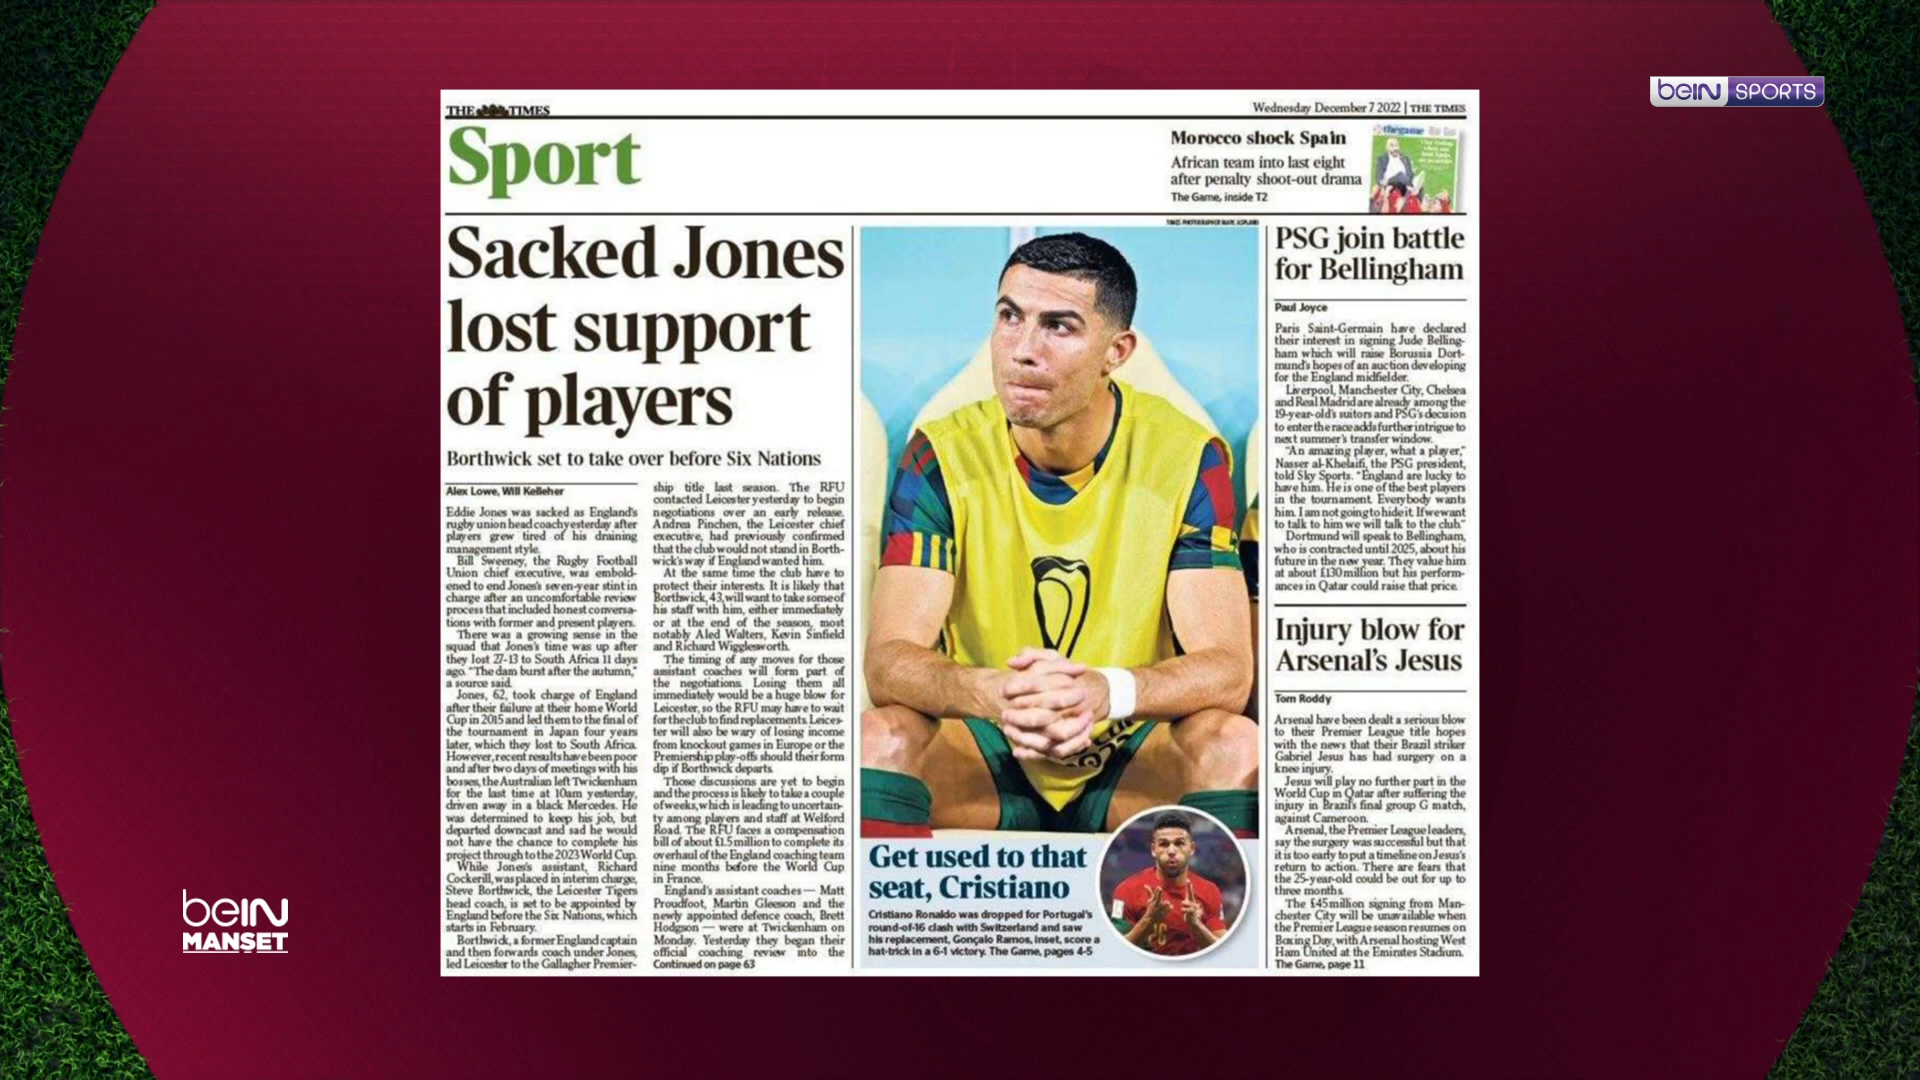 beIN SPORTS
THE TIMES
Wednesday December 7 2022 | THE TIMES
Sport
Morocco shock Spain
African team into last eight
after penalty shoot-out drama
The Game, inside T2
thegame
Sacked Jones
lost support
of players
Borthwick set to take over before Six Nations
Alex Lowe, Will Kelleher
Eddie Jones was sacked as England's
rugby union head coach yesterday after
players grew tired of his draining
management style.
Bill Sweeney, the Rugby Football
Union chief executive, was embold-
ened to end Jones's seven-year stint in
charge after an uncomfortable review
process that included honest conversa-
tions with former and present players.
There was a growing sense in the
squad that Jones's time was up after
they lost 27-13 to South Africa 11 days
ago. "The dam burst after the autumn,"
a source said.
Jones, 62, took charge of England
after their failure at their home World
Cup in 2015 and led them to the final of
the tournament in Japan four years
later, which they lost to South Africa.
However, recent results have been poor
and after two days of meetings with his
bosses, the Australian left Twickenham
for the last time at 10am yesterday,
driven away in a black Mercedes. He
was determined to keep his job, but
departed downcast and sad he would
not have the chance to complete his
project through to the 2023 World Cup.
While Jones's assistant, Richard
Cockerill, was placed in interim charge,
Steve Borthwick, the Leicester Tigers
head coach, is set to be appointed by
England before the Six Nations, which
starts in February.
Borthwick, a former England captain
and then forwards coach under Jones,
led Leicester to the Gallagher Premier-
ship title last season. The RFU
contacted Leicester yesterday to begin
negotiations over an early release.
Andrea Pinchen, the Leicester chief
executive, had previously confirmed
that the club would not stand in Borth-
wick's way if England wanted him.
At the same time the club have to
protect their interests. It is likely that
Borthwick, 43, will want to take some of
his staff with him, either immediately
or at the end of the season, most
notably Aled Walters, Kevin Sinfield
and Richard Wigglesworth.
The timing of any moves for those
assistant coaches will form part of
the negotiations. Losing them all
immediately would be a huge blow for
Leicester, so the RFU may have to wait
for the club to find replacements. Leices-
ter will also be wary of losing income
from knockout games in Europe or the
Premiership play-offs should their form
dip if Borthwick departs.
Those discussions are yet to begin
and the process is likely to take a couple
of weeks, which is leading to uncertain-
ty among players and staff at Welford
Road. The RFU faces a compensation
bill of about £1.5 million to complete its
overhaul of the England coaching team
nine months before the World Cup
in France.
England's assistant coaches — Matt
Proudfoot, Martin Gleeson and the
newly appointed defence coach, Brett
Hodgson — were at Twickenham on
Monday. Yesterday they began their
official coaching review into the
Continued on page 63
TIMES PHOTOGRAPHER MARC ASPLAND
Get used to that
seat, Cristiano
Cristiano Ronaldo was dropped for Portugal's
round-of-16 clash with Switzerland and saw
his replacement, Gonçalo Ramos, inset, score a
hat-trick in a 6-1 victory. The Game, pages 4-5
26
PSG join battle
for Bellingham
Paul Joyce
Paris Saint-Germain have declared
their interest in signing Jude Belling-
ham which will raise Borussia Dort-
mund's hopes of an auction developing
for the England midfielder.
Liverpool, Manchester City, Chelsea
and Real Madrid are already among the
19-year-old's suitors and PSG's decision
to enter the race adds further intrigue to
next summer's transfer window.
"An amazing player, what a player,"
Nasser al-Khelaifi, the PSG president,
told Sky Sports. "England are lucky to
have him. He is one of the best players
in the tournament. Everybody wants
him. I am not going to hide it. If we want
to talk to him we will talk to the club."
Dortmund will speak to Bellingham,
who is contracted until 2025, about his
future in the new year. They value him
at about £130 million but his perform-
ances in Qatar could raise that price.
Injury blow for
Arsenal's Jesus
Tom Roddy
Arsenal have been dealt a serious blow
to their Premier League title hopes
with the news that their Brazil striker
Gabriel Jesus has had surgery on a
knee injury.
Jesus will play no further part in the
World Cup in Qatar after suffering the
injury in Brazil's final group G match,
against Cameroon.
Arsenal, the Premier League leaders,
say the surgery was successful but that
it is too early to put a timeline on Jesus's
return to action. There are fears that
the 25-year-old could be out for up to
three months.
The £45 million signing from Man-
chester City will be unavailable when
the Premier League season resumes on
Boxing Day, with Arsenal hosting West
Ham United at the Emirates Stadium.
The Game, page 11
beIN
MANSET